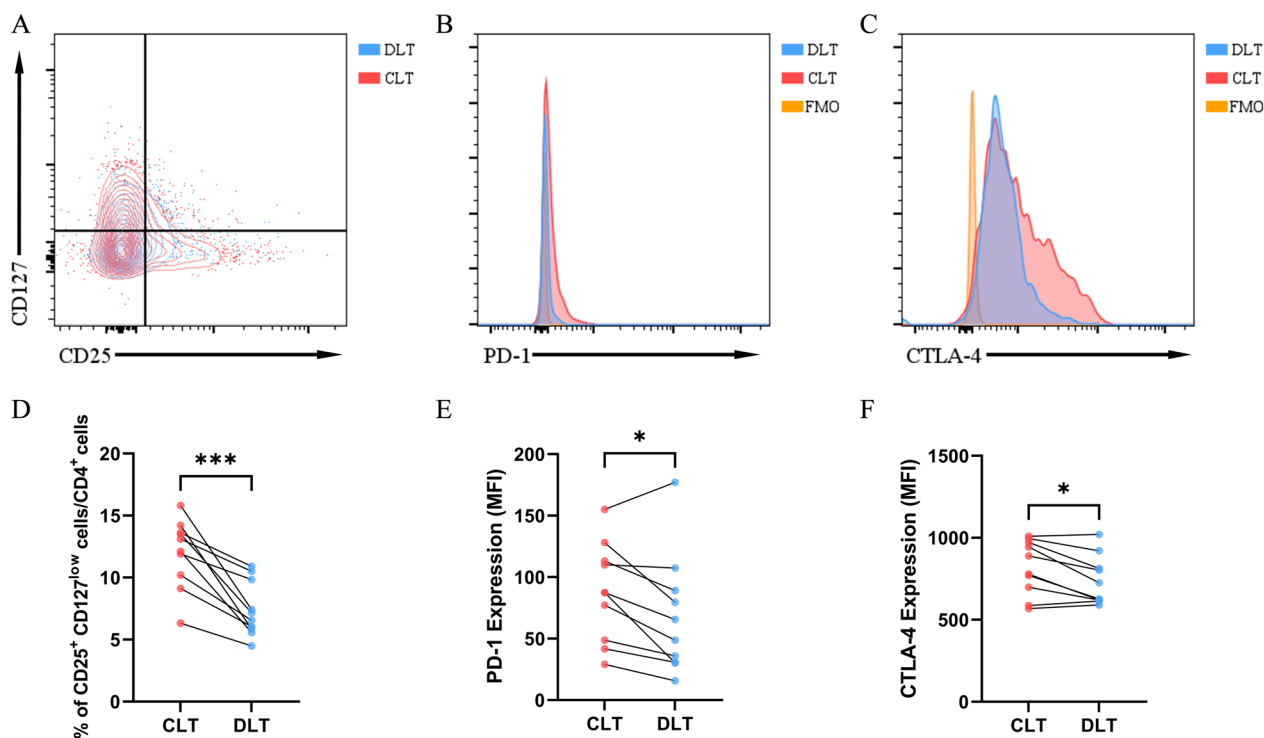 A
DLT
CLT
CD127
CD25
B
DLT
CLT
FMO
PD-1
C
DLT
CLT
FMO
CTLA-4
D
% of CD25⁺ CD127ˡᵒʷ cells/CD4⁺ cells
20
15
10
5
0
***
CLT
DLT
E
PD-1 Expression (MFI)
200
150
100
50
0
*
CLT
DLT
F
CTLA-4 Expression (MFI)
1500
1000
500
0
*
CLT
DLT